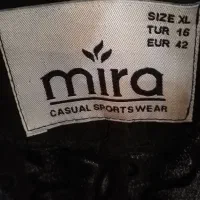 SIZE XL
TUR 16
EUR 42
mira
CASUAL SPORTSWEAR